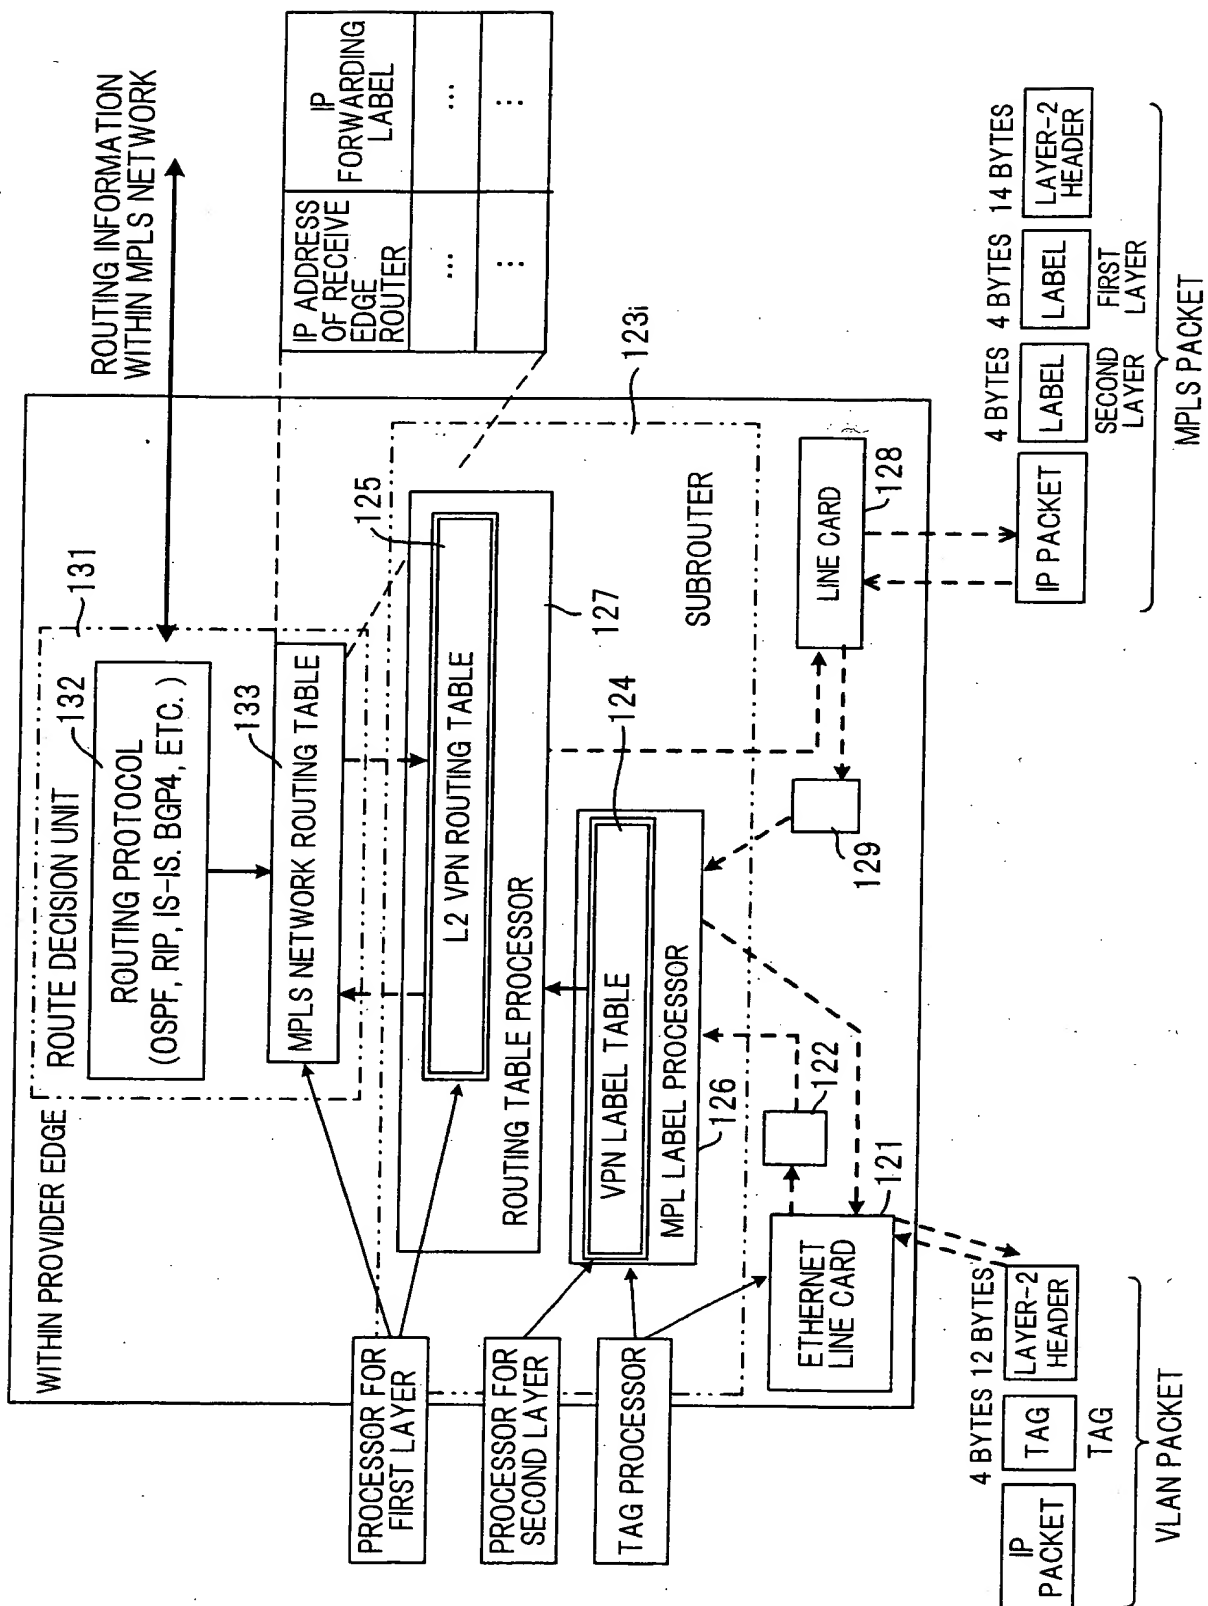 ROUTING INFORMATION
WITHIN MPLS NETWORK
WITHIN PROVIDER EDGE
ROUTE DECISION UNIT
131
132
ROUTING PROTOCOL
(OSPF, RIP, IS-IS. BGP4, ETC. )
133
MPLS NETWORK ROUTING TABLE
IP ADDRESS
OF RECEIVE
EDGE
ROUTER
IP
FORWARDING
LABEL
...
...
...
...
PROCESSOR FOR
FIRST LAYER
125
L2 VPN ROUTING TABLE
ROUTING TABLE PROCESSOR
127
123i
PROCESSOR FOR
SECOND LAYER
124
VPN LABEL TABLE
MPL LABEL PROCESSOR
126
SUBROUTER
TAG PROCESSOR
122
129
121
ETHERNET
LINE CARD
LINE CARD
128
4 BYTES
12 BYTES
IP
PACKET
TAG
LAYER-2
HEADER
TAG
VLAN PACKET
4 BYTES
4 BYTES
14 BYTES
IP PACKET
LABEL
LABEL
LAYER-2
HEADER
SECOND
LAYER
FIRST
LAYER
MPLS PACKET